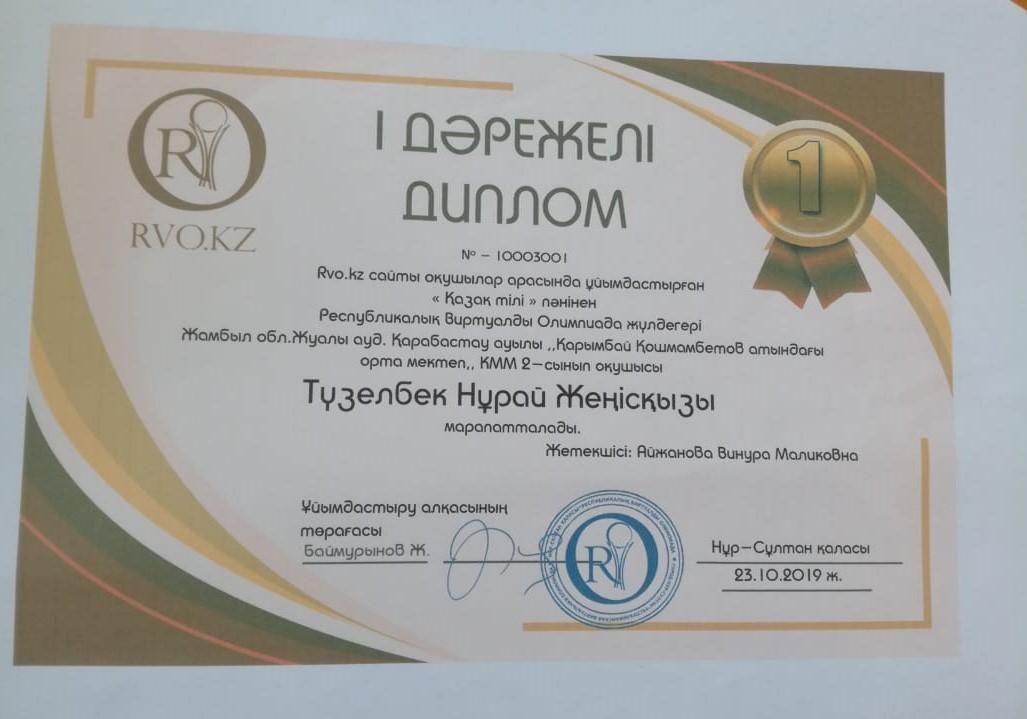 RVO.KZ
І ДӘРЕЖЕЛІ
ДИПЛОМ
1
№ – 10003001
Rvo.kz сайты оқушылар арасында ұйымдастырған
« Қазақ тілі » пәнінен
Республикалық Виртуалды Олимпиада жүлдегері
Жамбыл обл.Жуалы ауд. Қарабастау ауылы ,,Қарымбай Қошмамбетов атындағы
орта мектеп,, КММ 2–сынып оқушысы
Түзелбек Нұрай Жеңісқызы
марапатталады.
Жетекшісі: Айжанова Винура Маликовна
Ұйымдастыру алқасының
төрағасы
Баймурынов Ж.
Нұр–Сұлтан қаласы
23.10.2019 ж.